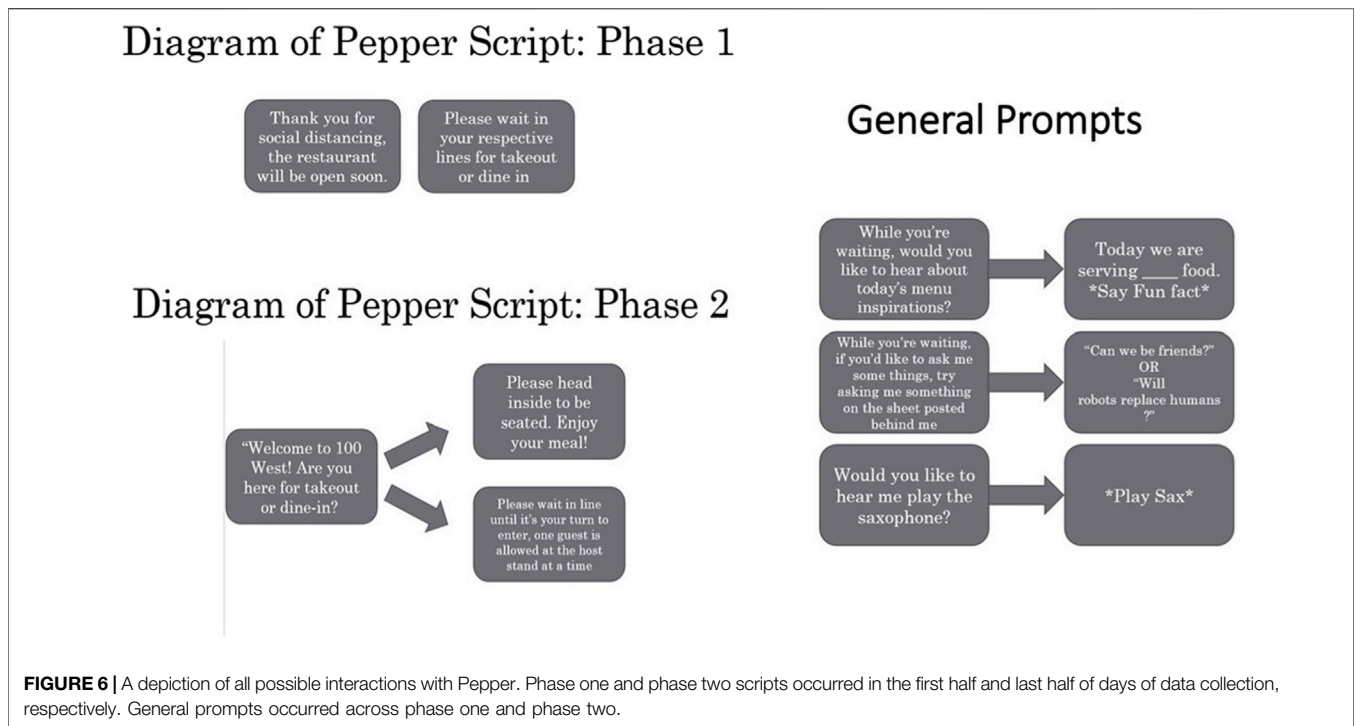 Diagram of Pepper Script: Phase 1
Thank you for
social distancing,
the restaurant
will be open soon.
Please wait in
your respective
lines for takeout
or dine in
Diagram of Pepper Script: Phase 2
“Welcome to 100
West! Are you
here for takeout
or dine-in?
Please head
inside to be
seated. Enjoy
your meal!
Please wait in line
until it's your turn to
enter, one guest is
allowed at the host
stand at a time
General Prompts
While you're
waiting, would you
like to hear about
today's menu
inspirations?
Today we are
serving ____ food.
*Say Fun fact*
While you're waiting,
if you'd like to ask me
some things, try
asking me something
on the sheet posted
behind me
“Can we be friends?”
OR
“Will
robots replace humans
?”
Would you like to
hear me play the
saxophone?
*Play Sax*
FIGURE 6 | A depiction of all possible interactions with Pepper. Phase one and phase two scripts occurred in the first half and last half of days of data collection,
respectively. General prompts occurred across phase one and phase two.